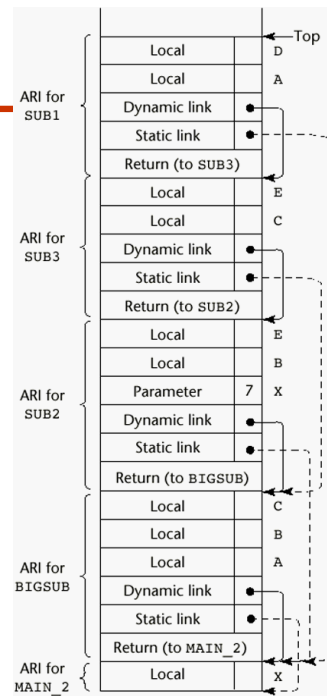 Top
Local D
Local A
ARI for SUB1
Dynamic link
Static link
Return (to SUB3)
Local E
Local C
ARI for SUB3
Dynamic link
Static link
Return (to SUB2)
Local E
Local B
Parameter 7 X
ARI for SUB2
Dynamic link
Static link
Return (to BIGSUB)
Local C
Local B
Local A
ARI for BIGSUB
Dynamic link
Static link
Return (to MAIN_2)
ARI for MAIN_2
Local X